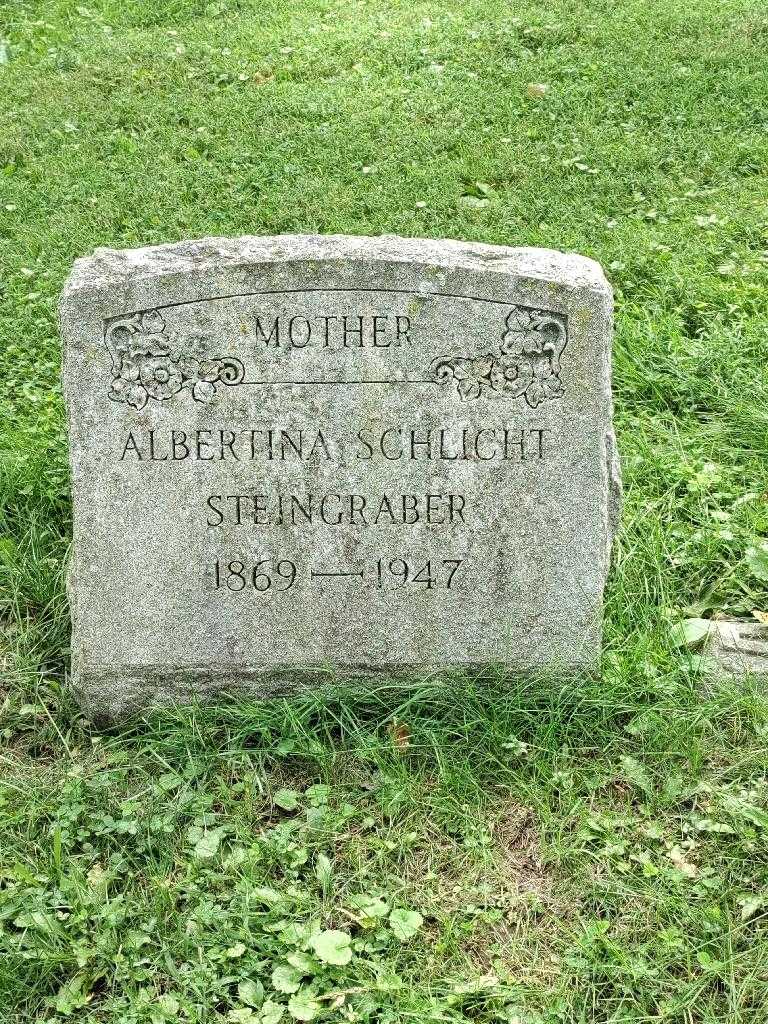 MOTHER
ALBERTINA SCHLICHT
STEINGRABER
1869—1947